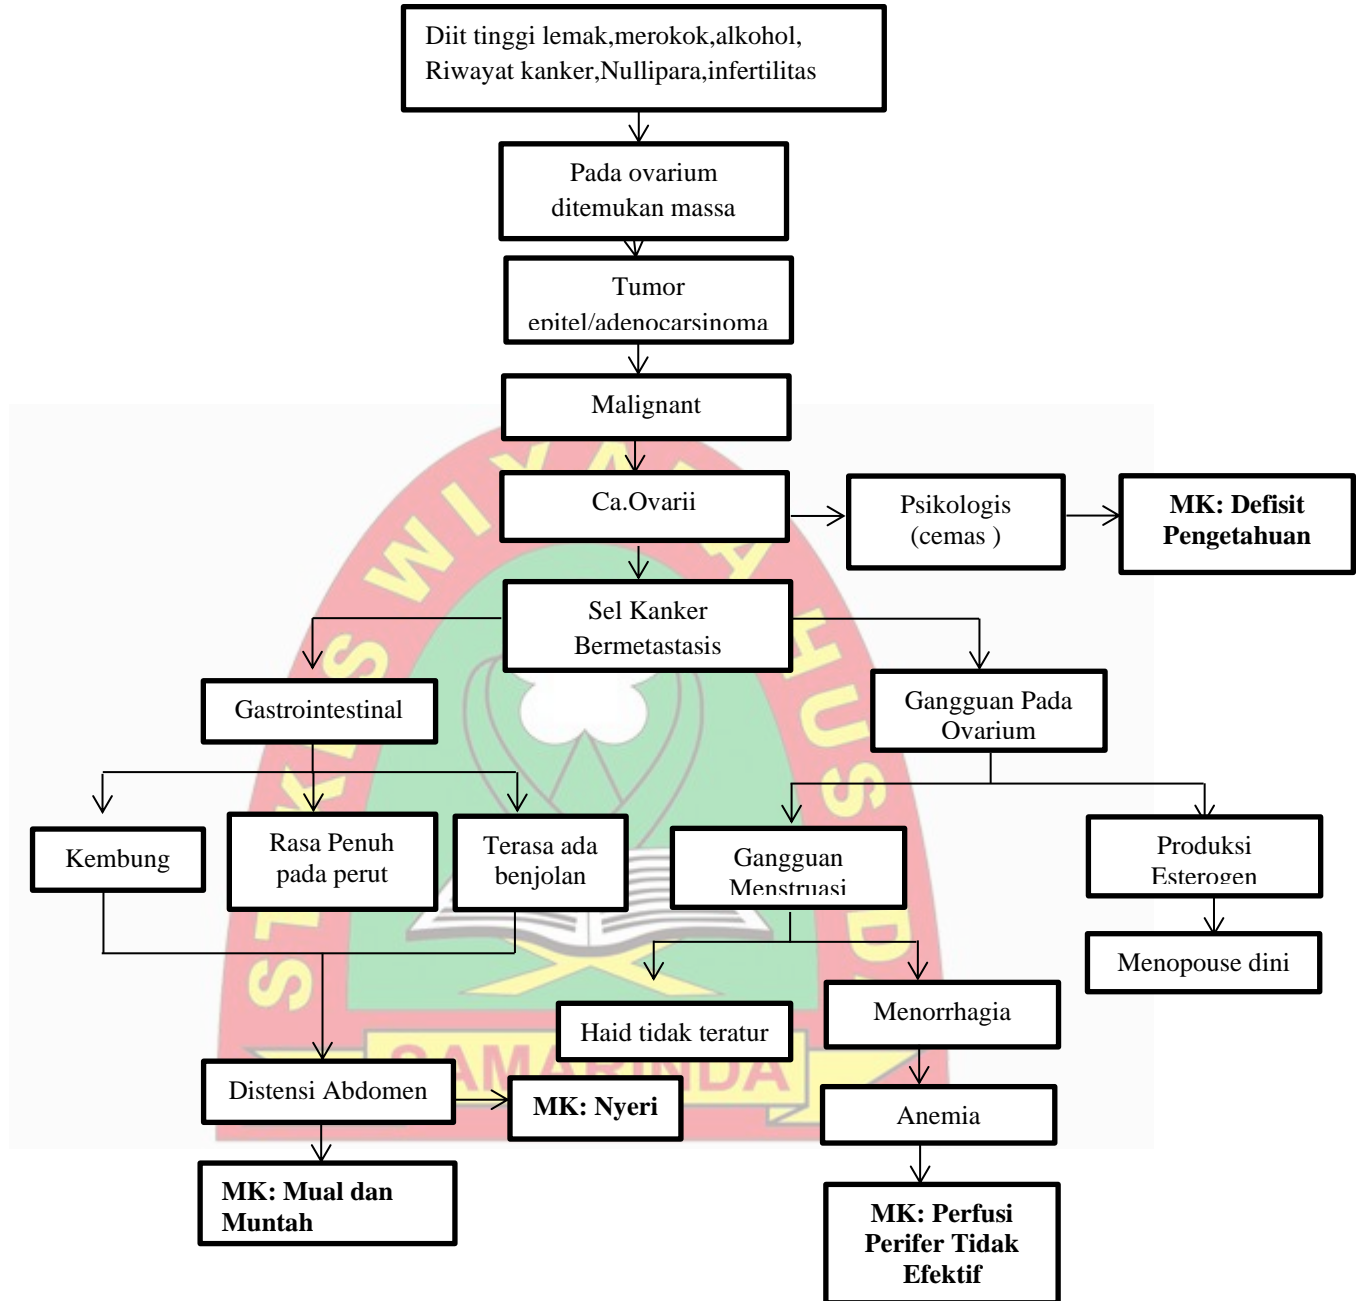 Diit tinggi lemak,merokok,alkohol,
Riwayat kanker,Nullipara,infertilitas
Pada ovarium
ditemukan massa
Tumor
epitel/adenocarsinoma
Malignant
Ca.Ovarii
Psikologis
(cemas )
MK: Defisit
Pengetahuan
Sel Kanker
Bermetastasis
Gastrointestinal
Gangguan Pada
Ovarium
Kembung
Rasa Penuh
pada perut
Terasa ada
benjolan
Gangguan
Menstruasi
Produksi
Esterogen
Menopouse dini
Haid tidak teratur
Menorrhagia
Distensi Abdomen
MK: Nyeri
Anemia
MK: Mual dan
Muntah
MK: Perfusi
Perifer Tidak
Efektif
SAMARINDA